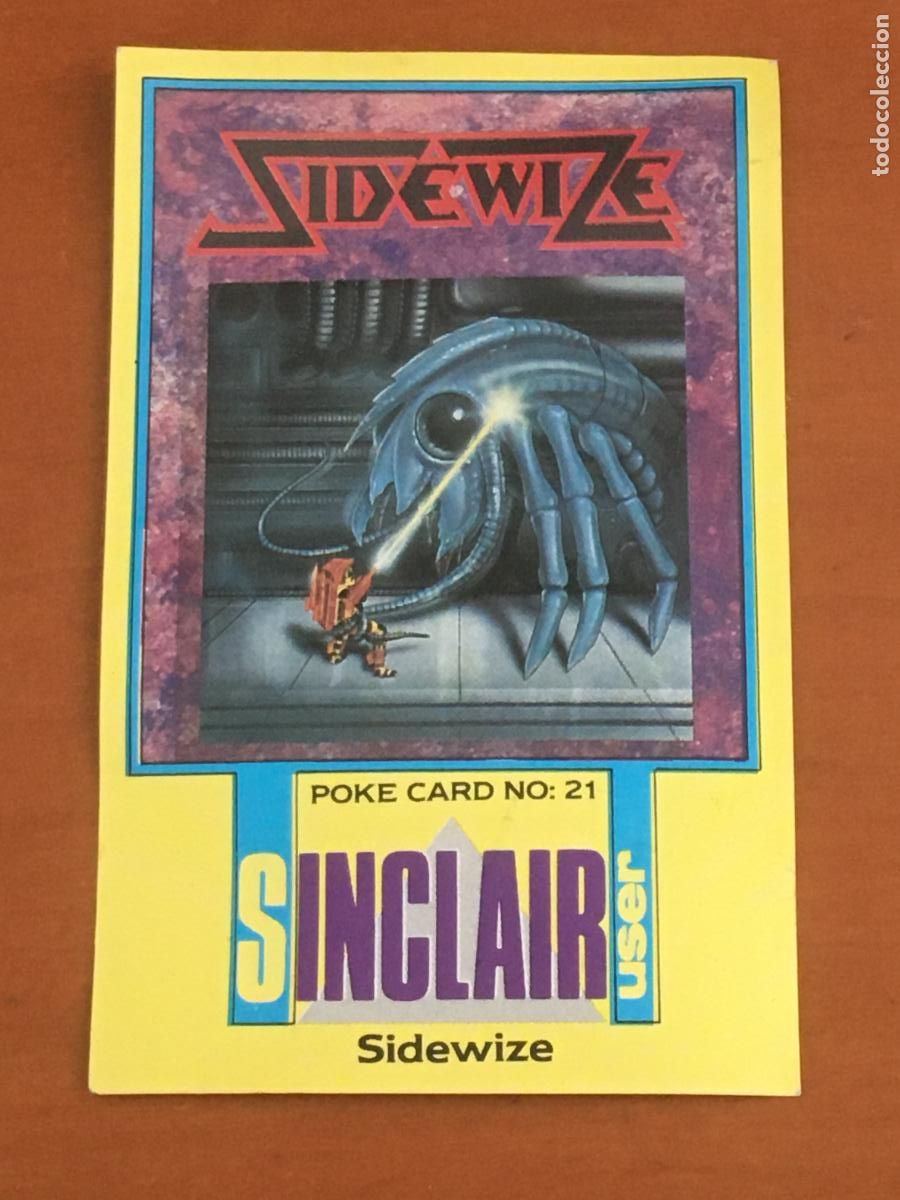 SIDEWIZE
POKE CARD NO: 21
SINCLAIR user
Sidewize
todocoleccion